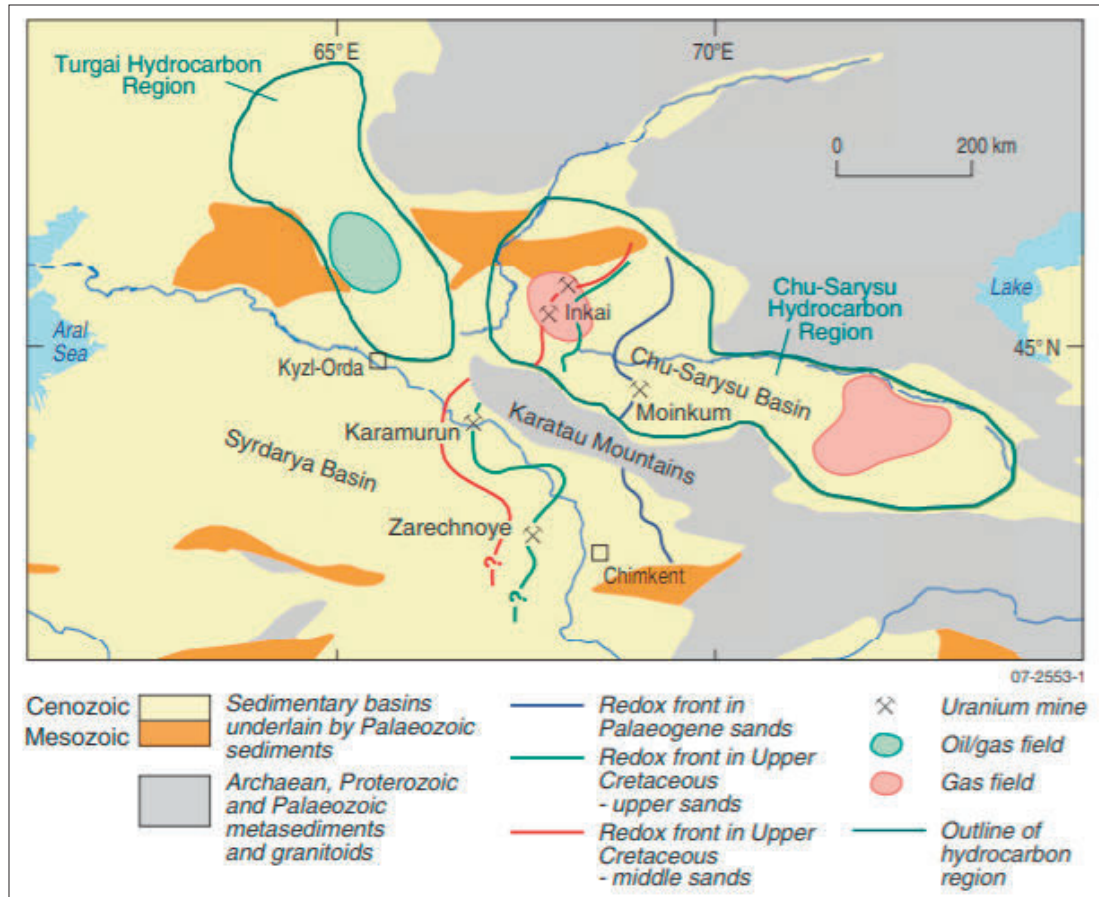 65° E
70° E
Turgai Hydrocarbon
Region
0
200 km
Chu-Sarysu
Hydrocarbon
Region
Lake
Inkai
Aral
Sea
45° N
Kyzl-Orda
Chu-Sarysu Basin
Moinkum
Karatau Mountains
Karamurun
Syrdarya Basin
Zarechnoye
Chimkent
–?
–?
07-2553-1
Cenozoic
Mesozoic
Sedimentary basins
underlain by Palaeozoic
sediments
Archaean, Proterozoic
and Palaeozoic
metasediments
and granitoids
Redox front in
Palaeogene sands
Redox front in Upper
Cretaceous
- upper sands
Redox front in Upper
Cretaceous
- middle sands
Uranium mine
Oil/gas field
Gas field
Outline of
hydrocarbon
region